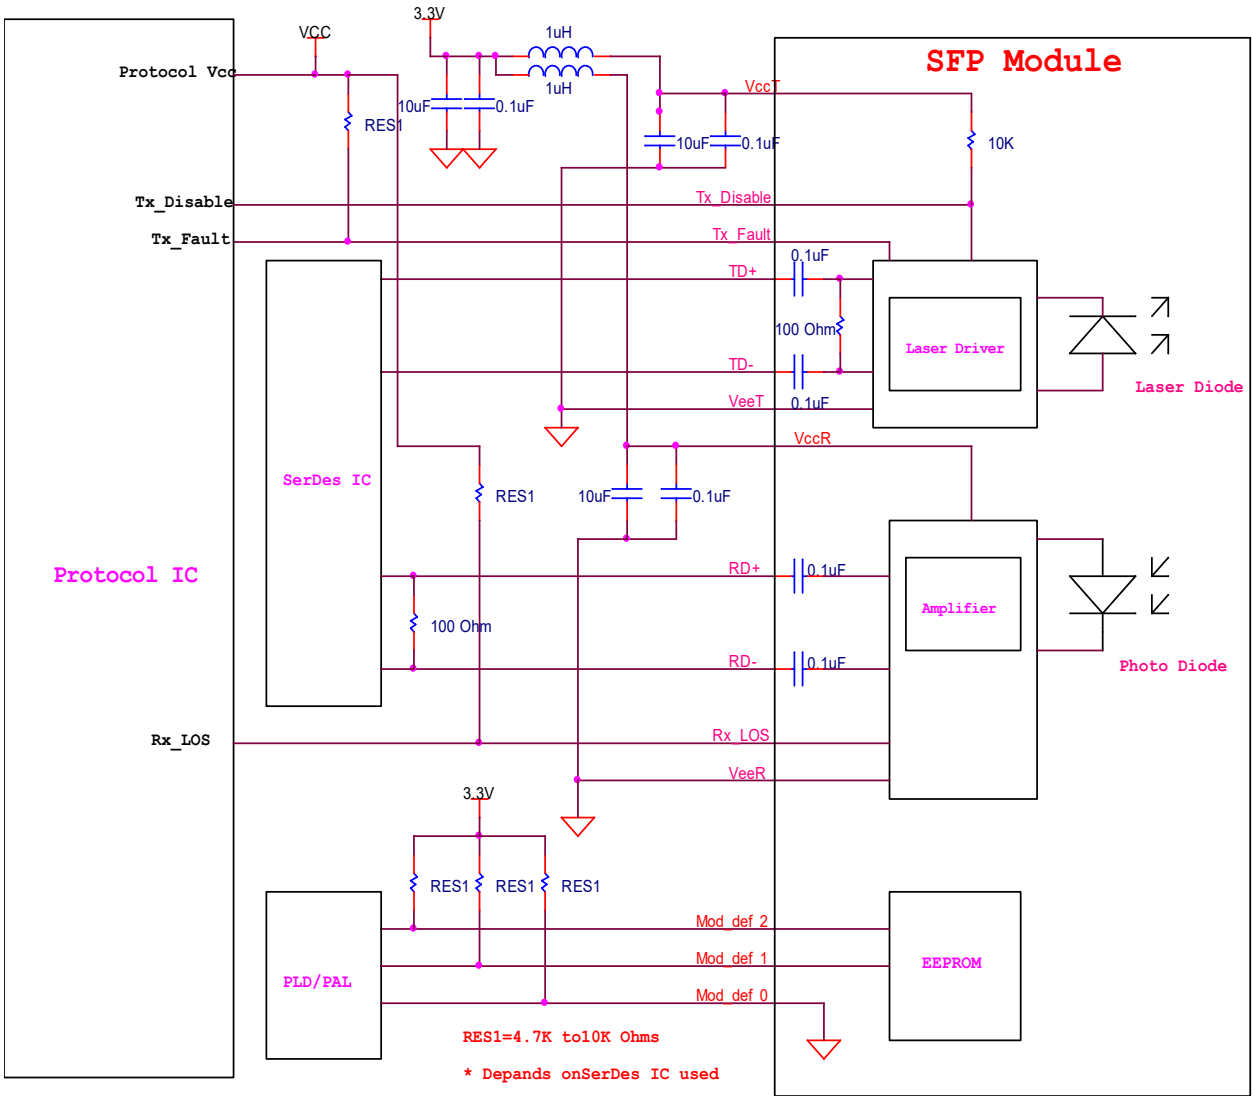 3.3V
VCC
1uH
SFP Module
Protocol Vcc
1uH
VccT
10uF
0.1uF
RES1
10uF
0.1uF
10K
Tx_Disable
Tx_Disable
Tx_Fault
Tx_Fault
0.1uF
TD+
100 Ohm
Laser Driver
TD-
Laser Diode
VeeT
0.1uF
VccR
SerDes IC
RES1
10uF
0.1uF
Protocol IC
RD+
0.1uF
Amplifier
100 Ohm
RD-
0.1uF
Photo Diode
Rx_LOS
Rx_LOS
VeeR
3.3V
RES1
RES1
RES1
Mod_def 2
Mod_def 1
EEPROM
PLD/PAL
Mod_def 0
RES1=4.7K to10K Ohms
* Depands onSerDes IC used